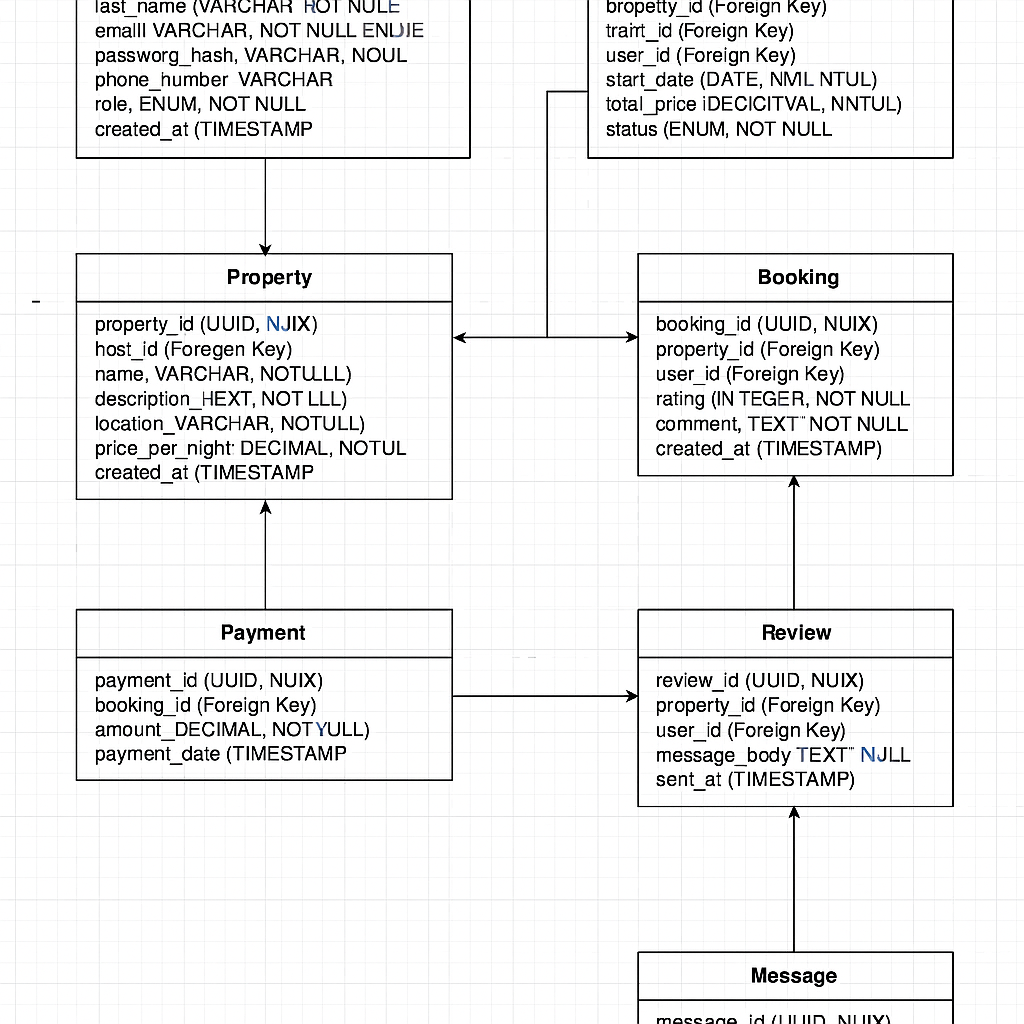 last_name (VARCHAR ROT NULE
emalll VARCHAR, NOT NULL ENDJE
passworg_hash, VARCHAR, NOUL
phone_humber VARCHAR
role, ENUM, NOT NULL
created_at (TIMESTAMP
bropetty_id (Foreign Key)
trairt_id (Foreign Key)
user_id (Foreign Key)
start_date (DATE, NML NTUL)
total_price iDECICITVAL, NNTUL)
status (ENUM, NOT NULL
Property
property_id (UUID, NJIX)
host_id (Foregen Key)
name, VARCHAR, NOTULLL)
description_HEXT, NOT LLL)
location_VARCHAR, NOTULL)
price_per_night: DECIMAL, NOTUL
created_at (TIMESTAMP
Booking
booking_id (UUID, NUIX)
property_id (Foreign Key)
user_id (Foreign Key)
rating (IN TEGER, NOT NULL
comment, TEXT" NOT NULL
created_at (TIMESTAMP)
Payment
payment_id (UUID, NUIX)
booking_id (Foreign Key)
amount_DECIMAL, NOTYULL)
payment_date (TIMESTAMP
Review
review_id (UUID, NUIX)
property_id (Foreign Key)
user_id (Foreign Key)
message_body TEXT" NJLL
sent_at (TIMESTAMP)
Message
message_id (UUID, NUIX)